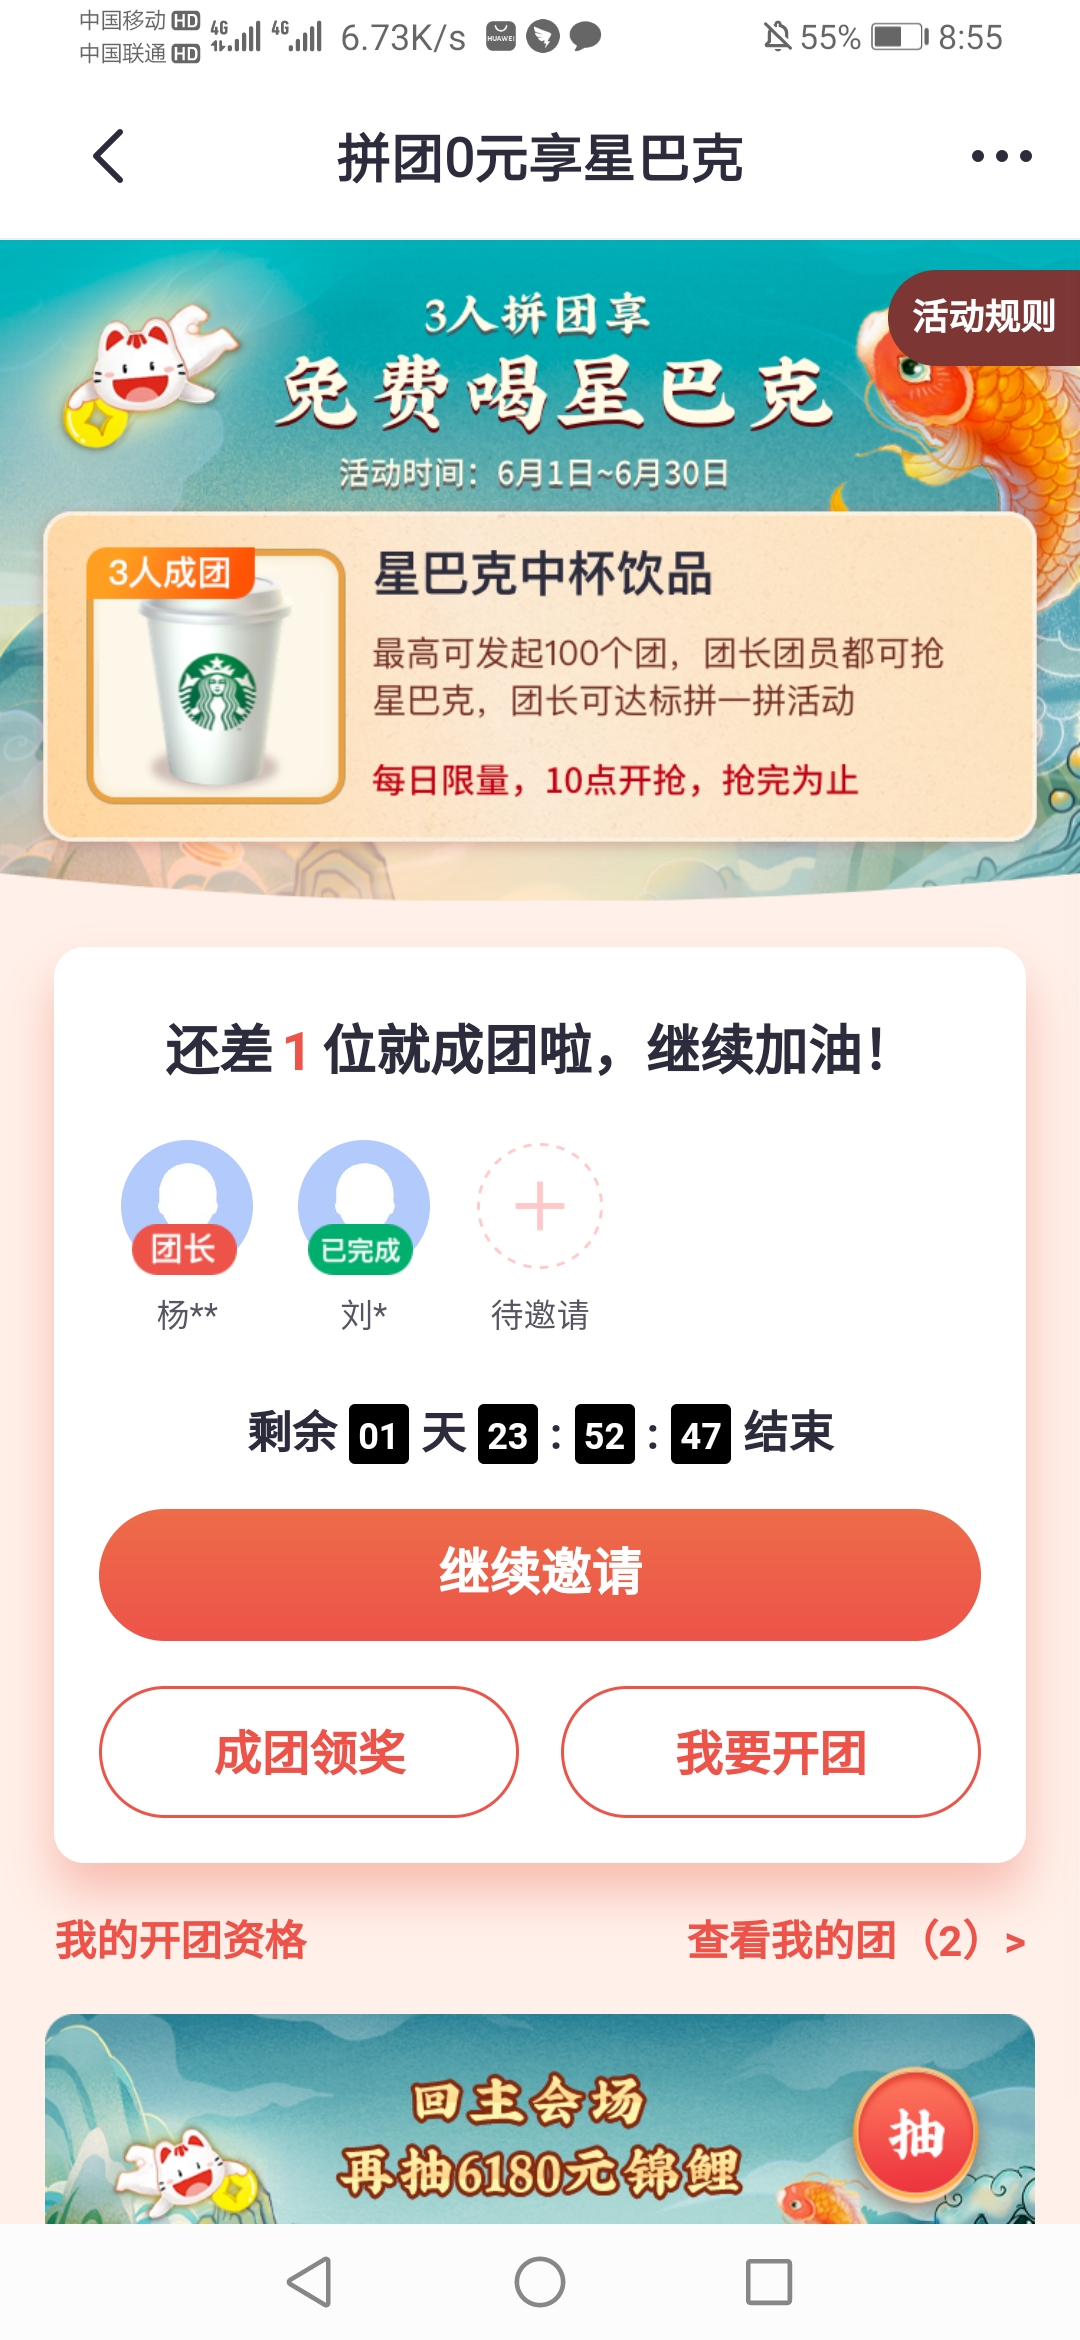 中国移动 HD 4G 4G 6.73K/s HUAWEI 55% 8:55
中国联通 HD
拼团0元享星巴克
活动规则
3人拼团享
免费喝星巴克
活动时间：6月1日~6月30日
3人成团
星巴克中杯饮品
最高可发起100个团，团长团员都可抢
星巴克，团长可达标拼一拼活动
每日限量，10点开抢，抢完为止
还差1位就成团啦，继续加油！
团长 已完成
杨** 刘* 待邀请
剩余 01 天 23 : 52 : 47 结束
继续邀请
成团领奖 我要开团
我的开团资格 查看我的团（2）>
回主会场
再抽6180元锦鲤
抽